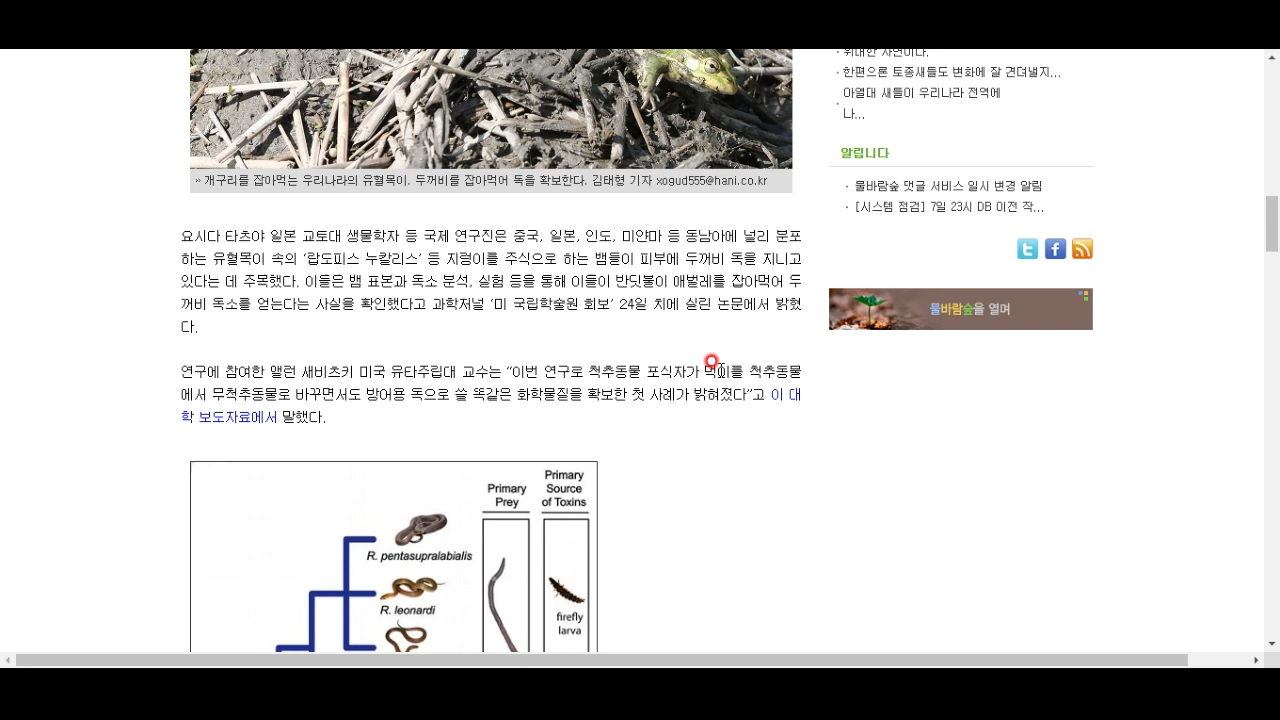 » 개구리를 잡아먹는 우리나라의 유혈목이. 두꺼비를 잡아먹어 독을 확보한다. 김태형 기자 xogud555@hani.co.kr
요시다 타츠야 일본 교토대 생물학자 등 국제 연구진은 중국, 일본, 인도, 미얀마 등 동남아에 널리 분포
하는 유혈목이 속의 ‘랍도피스 누칼리스’ 등 지렁이를 주식으로 하는 뱀들이 피부에 두꺼비 독을 지니고
있다는 데 주목했다. 이들은 뱀 표본과 독소 분석, 실험 등을 통해 이들이 반딧불이 애벌레를 잡아먹어 두
꺼비 독소를 얻는다는 사실을 확인했다고 과학저널 ‘미 국립학술원 회보’ 24일 치에 실린 논문에서 밝혔
다.
연구에 참여한 앨런 새비츠키 미국 유타주립대 교수는 “이번 연구로 척추동물 포식자가 먹이를 척추동물
에서 무척추동물로 바꾸면서도 방어용 독으로 쓸 똑같은 화학물질을 확보한 첫 사례가 밝혀졌다”고 이 대
학 보도자료에서 말했다.
Primary
Prey
Primary
Source
of Toxins
R. pentasupralabialis
R. leonardi
firefly
larva
위대한 자연이다.
한편으론 토종새들도 변화에 잘 견뎌낼지...
아열대 새들이 우리나라 전역에
나...
알립니다
물바람숲 댓글 서비스 일시 변경 알림
[시스템 점검] 7일 23시 DB 이전 작...
물바람숲을 열며